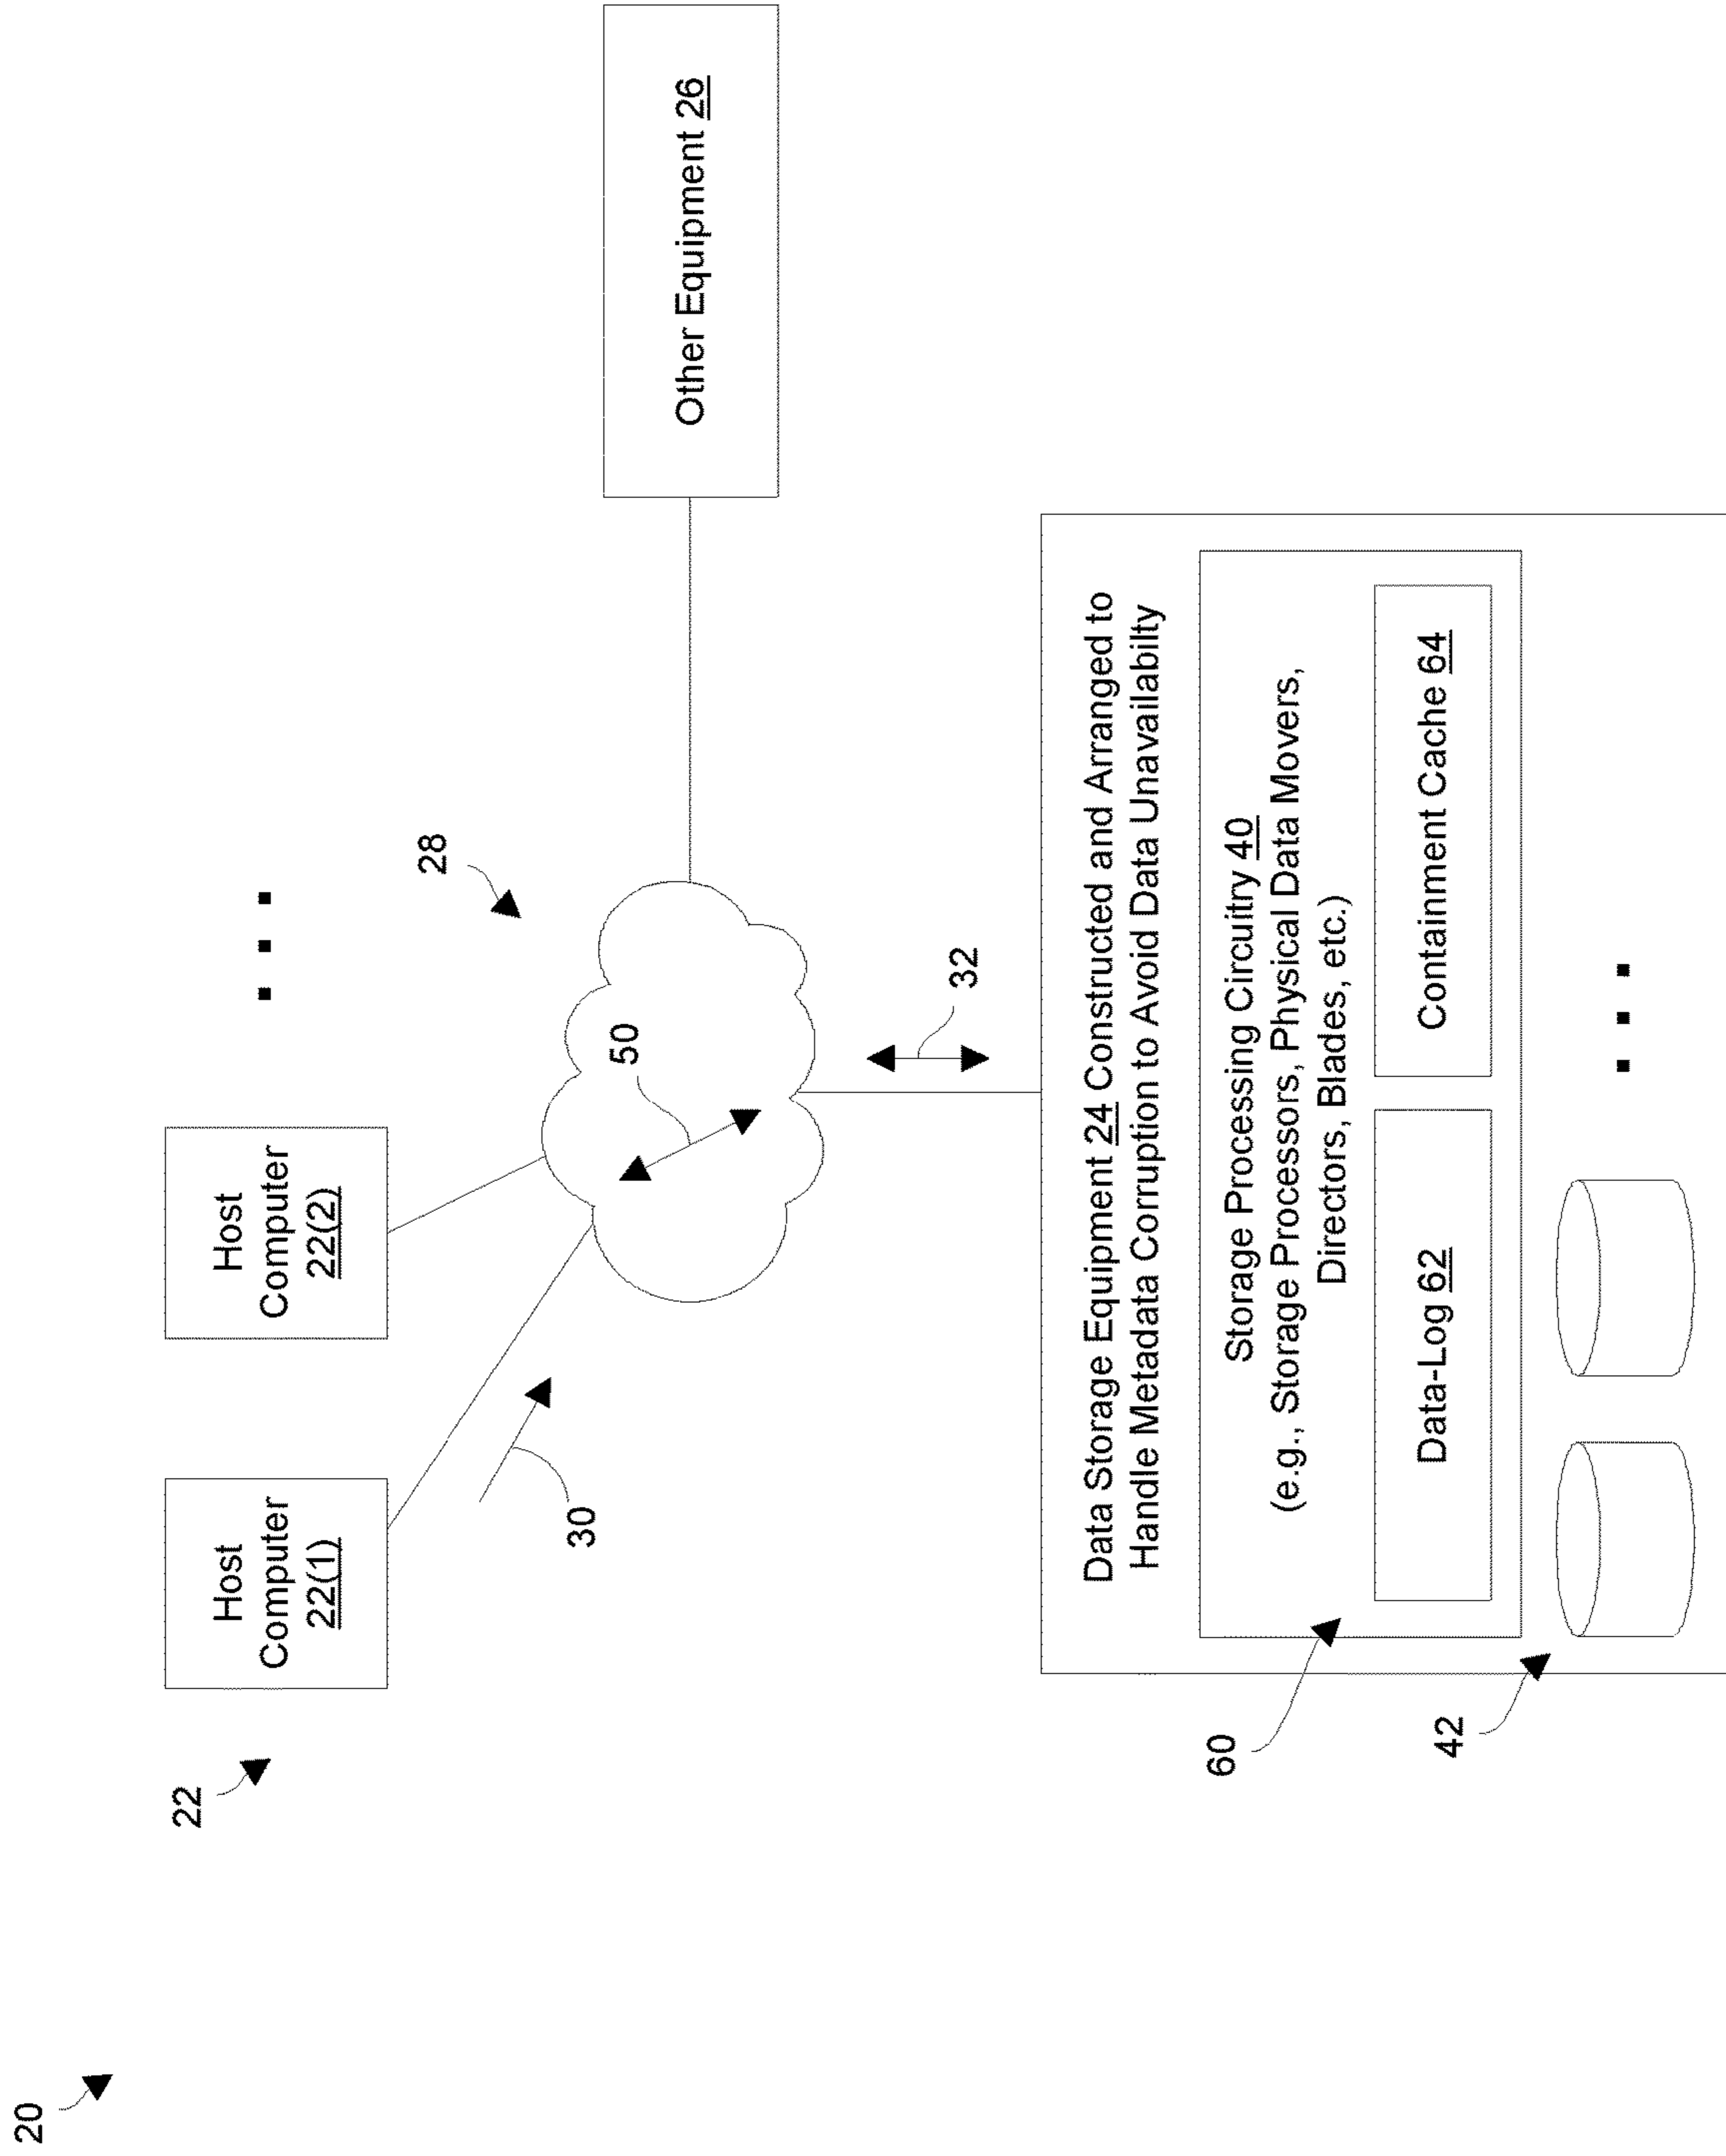 20
22
Host
Computer
22(1)
Host
Computer
22(2)
30
28
50
Other Equipment 26
32
Data Storage Equipment 24 Constructed and Arranged to
Handle Metadata Corruption to Avoid Data Unavailabilty
60
Storage Processing Circuitry 40
(e.g., Storage Processors, Physical Data Movers,
Directors, Blades, etc.)
Data-Log 62
Containment Cache 64
42